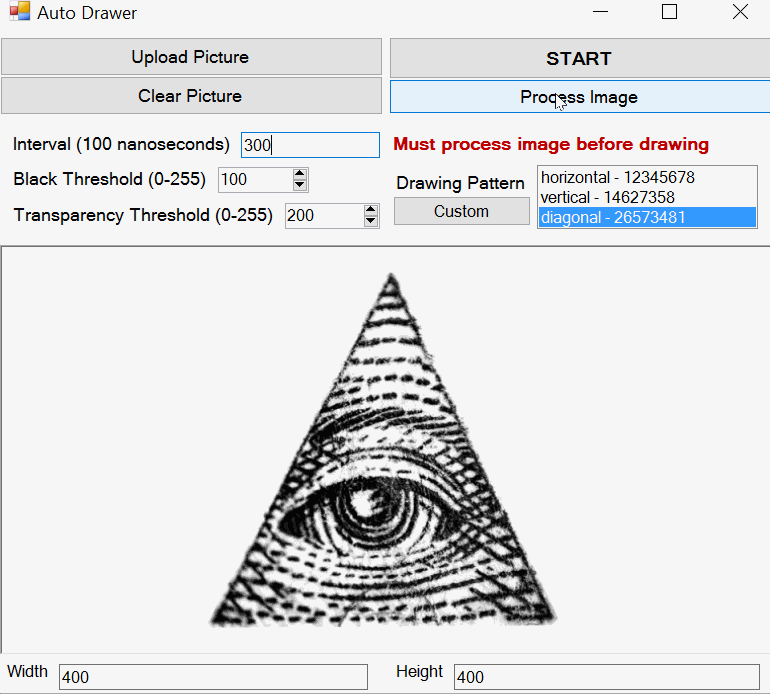 Auto Drawer
Upload Picture
START
Clear Picture
Process Image
Interval (100 nanoseconds) 300
Must process image before drawing
Black Threshold (0-255) 100
Drawing Pattern
Custom
horizontal - 12345678
vertical - 14627358
diagonal - 26573481
Transparency Threshold (0-255) 200
Width 400
Height 400